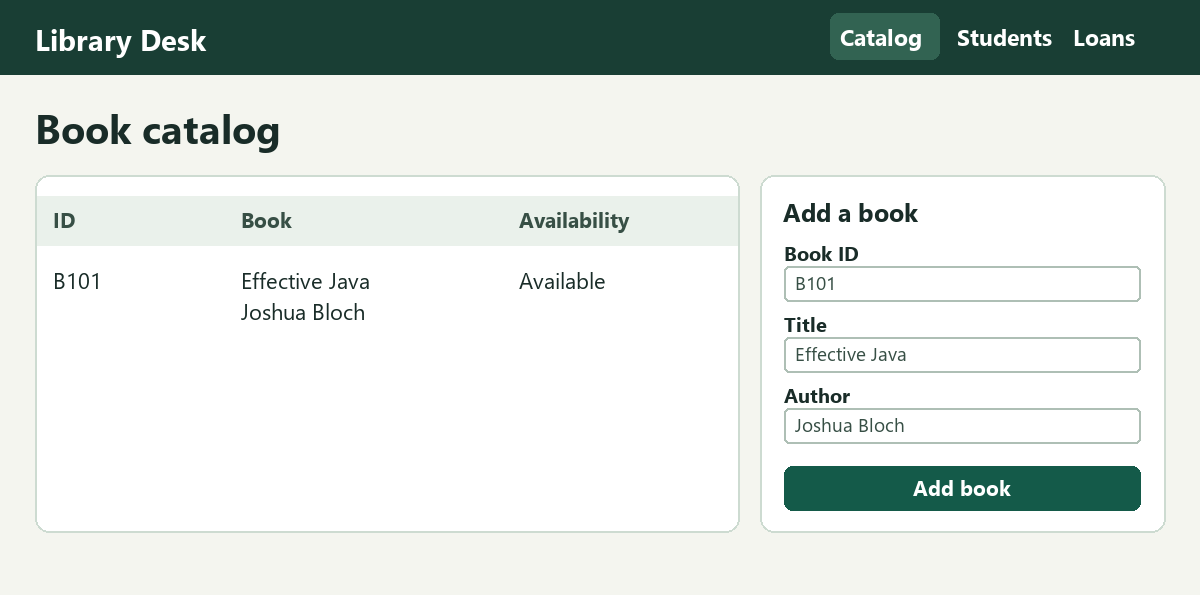 Library Desk
Catalog Students Loans
Book catalog
ID Book Availability
B101 Effective Java Available
Joshua Bloch
Add a book
Book ID
B101
Title
Effective Java
Author
Joshua Bloch
Add book